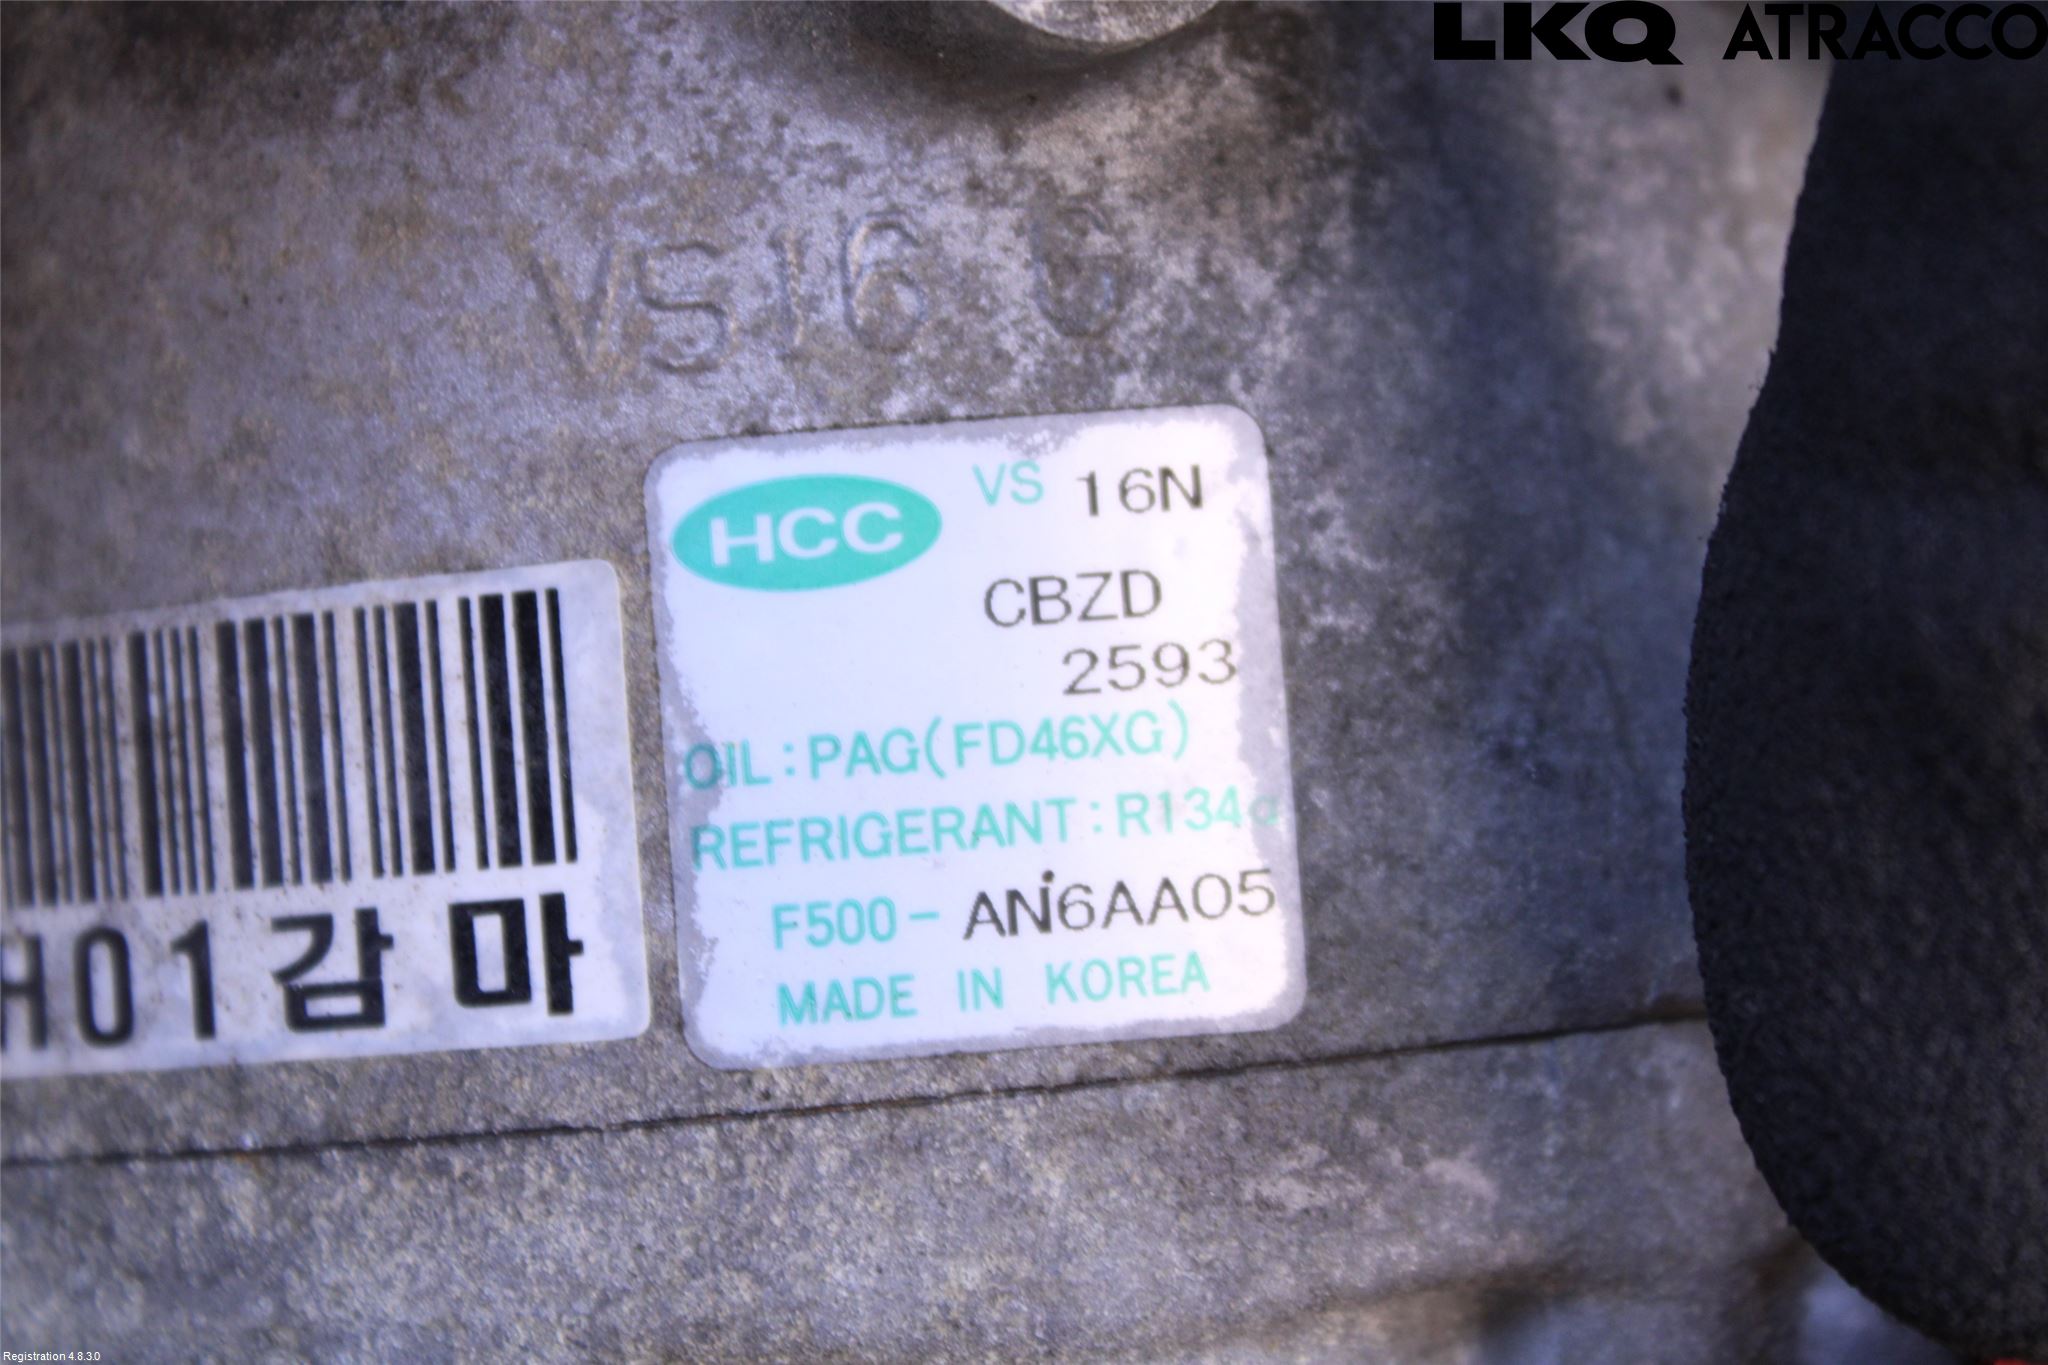 LKQ ATRACCO
VS16 G
HCC VS 16N
CBZD
2593
OIL:PAG(FD46XG)
REFRIGERANT:R134a
F500-AN6AA05
MADE IN KOREA
H01감마
Registration 4.8.3.0